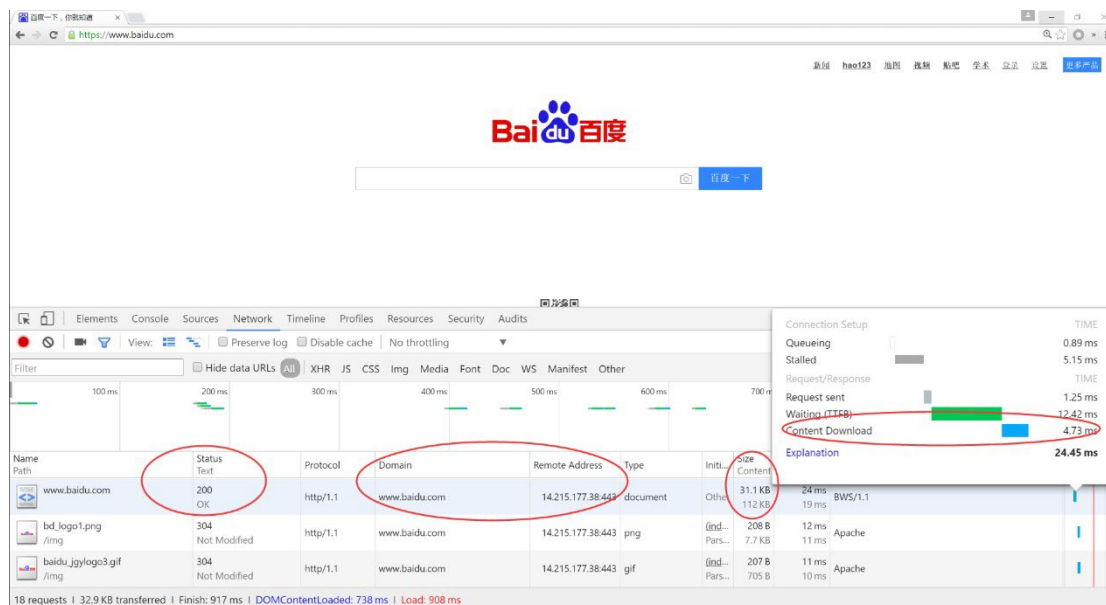 百度一下，你就知道
https://www.baidu.com
新闻 hao123 地图 视频 贴吧 学术 登录 设置 更多产品
Bai du 百度
百度一下
Elements Console Sources Network Timeline Profiles Resources Security Audits
View: Preserve log Disable cache No throttling
Filter Hide data URLs All XHR JS CSS Img Media Font Doc WS Manifest Other
100 ms 200 ms 300 ms 400 ms 500 ms 600 ms 700 m
Connection Setup TIME
Queueing 0.89 ms
Stalled 5.15 ms
Request/Response TIME
Request sent 1.25 ms
Waiting (TTFB) 12.42 ms
Content Download 4.73 ms
Explanation 24.45 ms
Name Status Protocol Domain Remote Address Type Initi... Size
Path Text Content
www.baidu.com 200 http/1.1 www.baidu.com 14.215.177.38:443 document Other 31.1 KB 24 ms BWS/1.1
OK 112 KB 19 ms
bd_logo1.png 304 http/1.1 www.baidu.com 14.215.177.38:443 png (ind... 208 B 12 ms Apache
/img Not Modified Pars... 7.7 KB 11 ms
baidu_jgylogo3.gif 304 http/1.1 www.baidu.com 14.215.177.38:443 gif (ind... 207 B 11 ms Apache
/img Not Modified Pars... 705 B 10 ms
18 requests | 32.9 KB transferred | Finish: 917 ms | DOMContentLoaded: 738 ms | Load: 908 ms